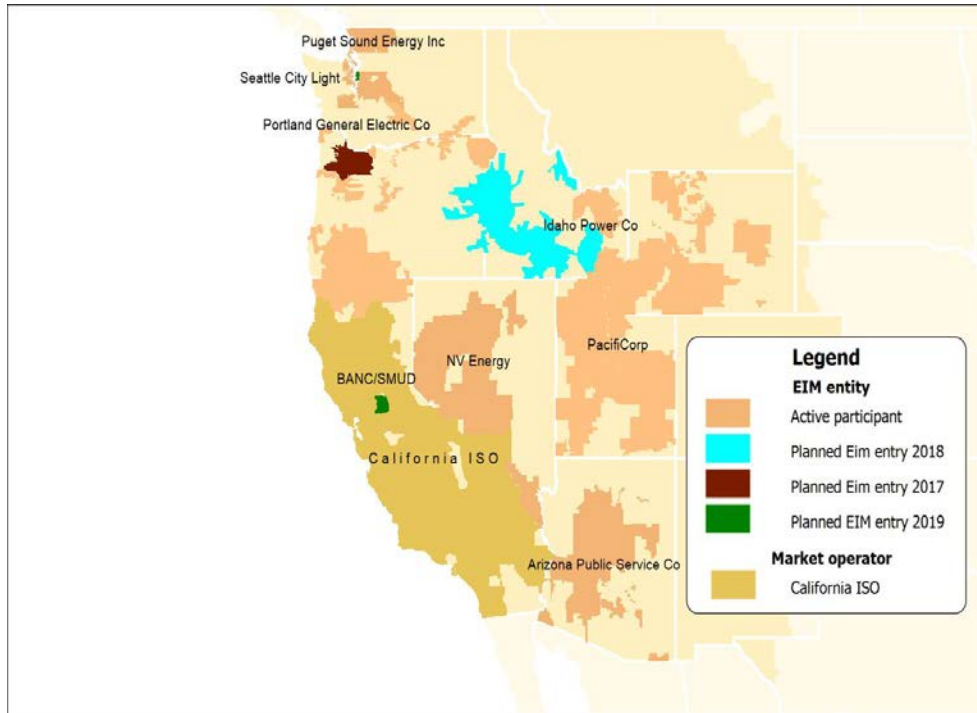 Puget Sound Energy Inc
Seattle City Light
Portland General Electric Co
Idaho Power Co
PacifiCorp
NV Energy
BANC/SMUD
California ISO
Arizona Public Service Co
Legend
EIM entity
Active participant
Planned Eim entry 2018
Planned Eim entry 2017
Planned EIM entry 2019
Market operator
California ISO